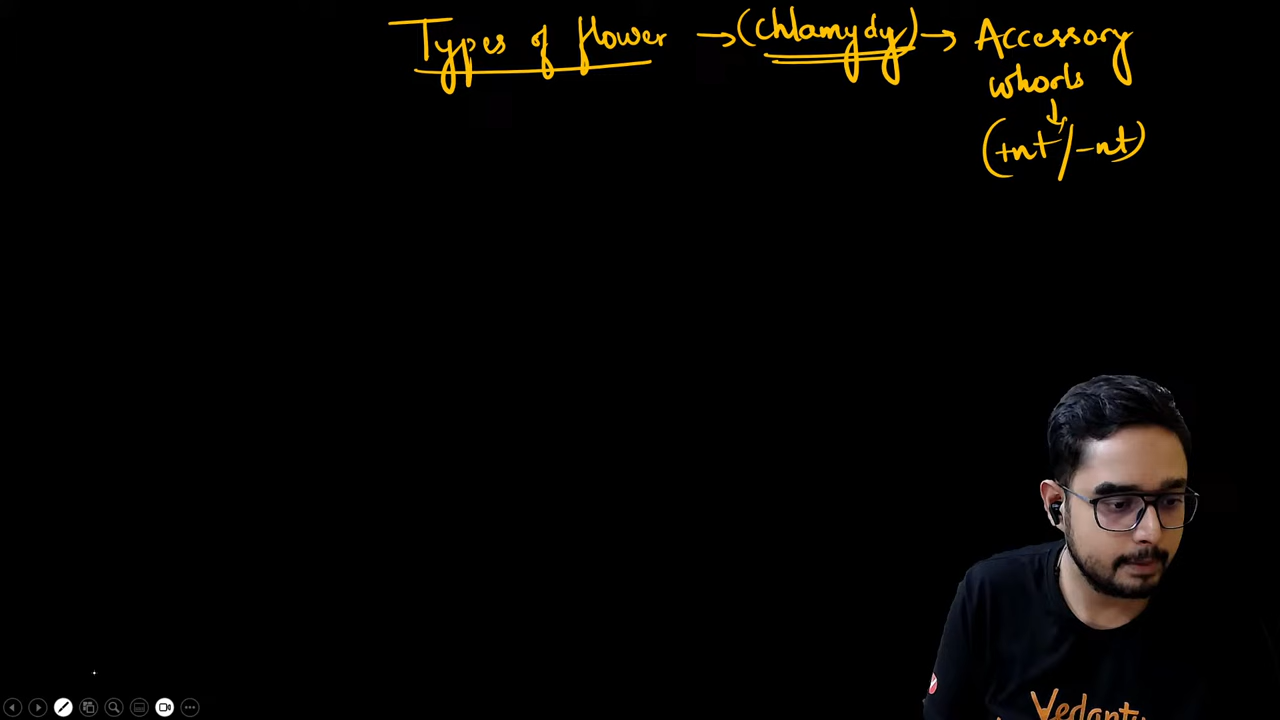 Types of flower → (Chlamydy) → Accessory
whorls
↓
(+nt/-nt)
Vedantu